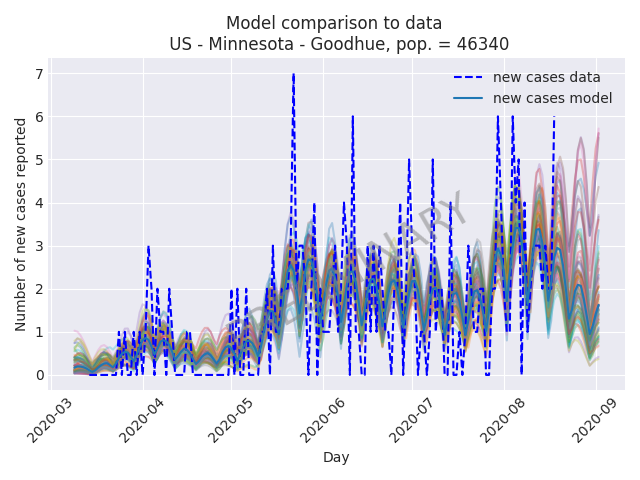 Model comparison to data
US - Minnesota - Goodhue, pop. = 46340
new cases data
new cases model
Number of new cases reported
7
6
5
4
3
2
1
0
2020-03
2020-04
2020-05
2020-06
2020-07
2020-08
2020-09
Day